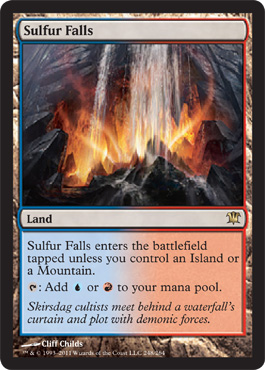 Sulfur Falls
Land
Sulfur Falls enters the battlefield
tapped unless you control an Island or
a Mountain.
: Add or to your mana pool.
Skirsdag cultists meet behind a waterfall's
curtain and plot with demonic forces.
Cliff Childs
™ & © 1993–2011 Wizards of the Coast LLC 248/264